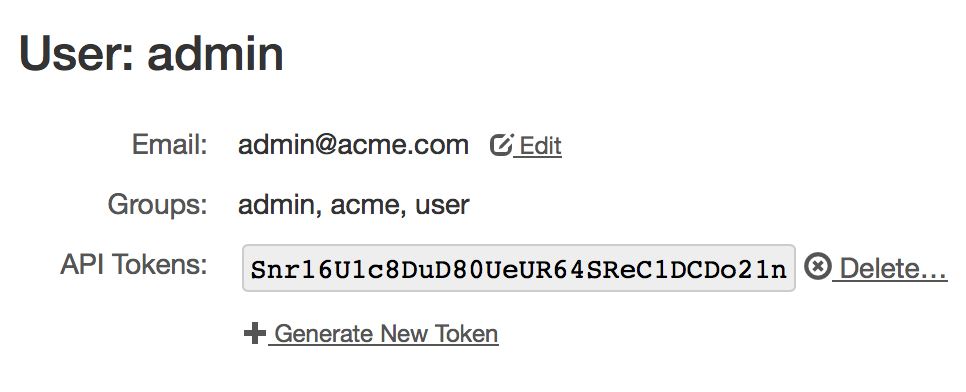 User: admin
Email: admin@acme.com Edit
Groups: admin, acme, user
API Tokens: Snr16U1c8DuD80UeUR64SReC1DCDo21n Delete...
Generate New Token